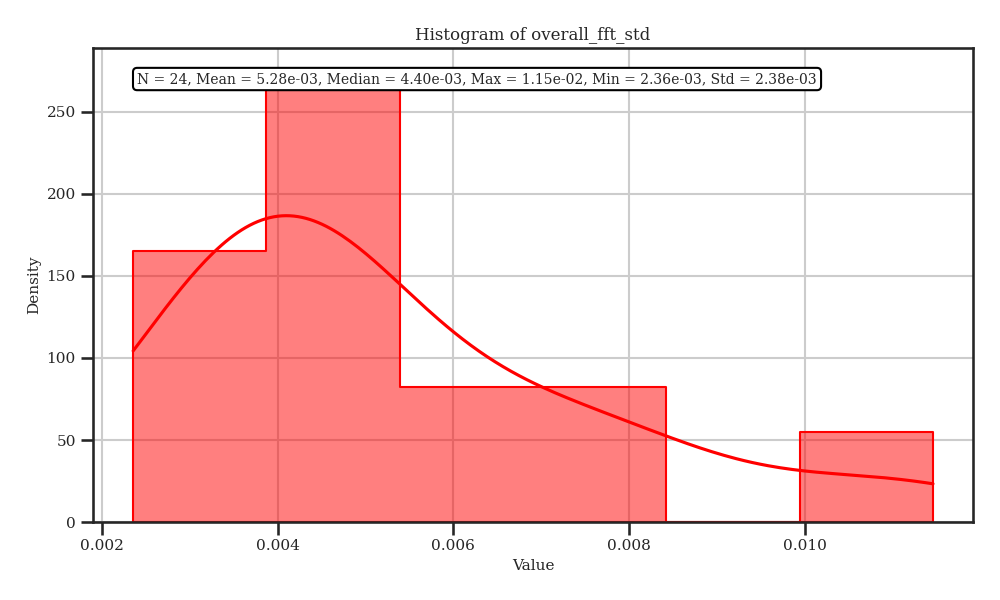 Histogram of overall_fft_std
N = 24, Mean = 5.28e-03, Median = 4.40e-03, Max = 1.15e-02, Min = 2.36e-03, Std = 2.38e-03
250
200
150
100
50
0
Density
0.002 0.004 0.006 0.008 0.010
Value